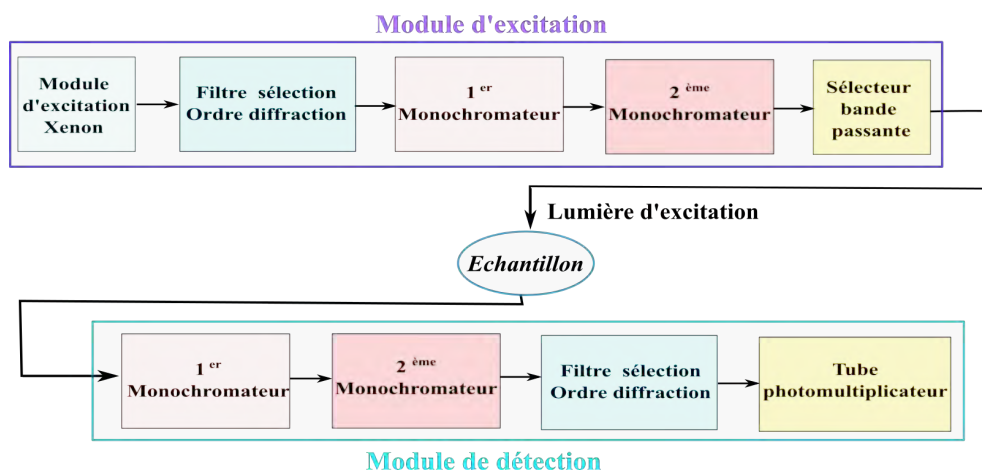 Module d'excitation
Module
d'excitation
Xenon
Filtre sélection
Ordre diffraction
1 er
Monochromateur
2 ème
Monochromateur
Sélecteur
bande
passante
Lumière d'excitation
Echantillon
1 er
Monochromateur
2 ème
Monochromateur
Filtre sélection
Ordre diffraction
Tube
photomultiplicateur
Module de détection